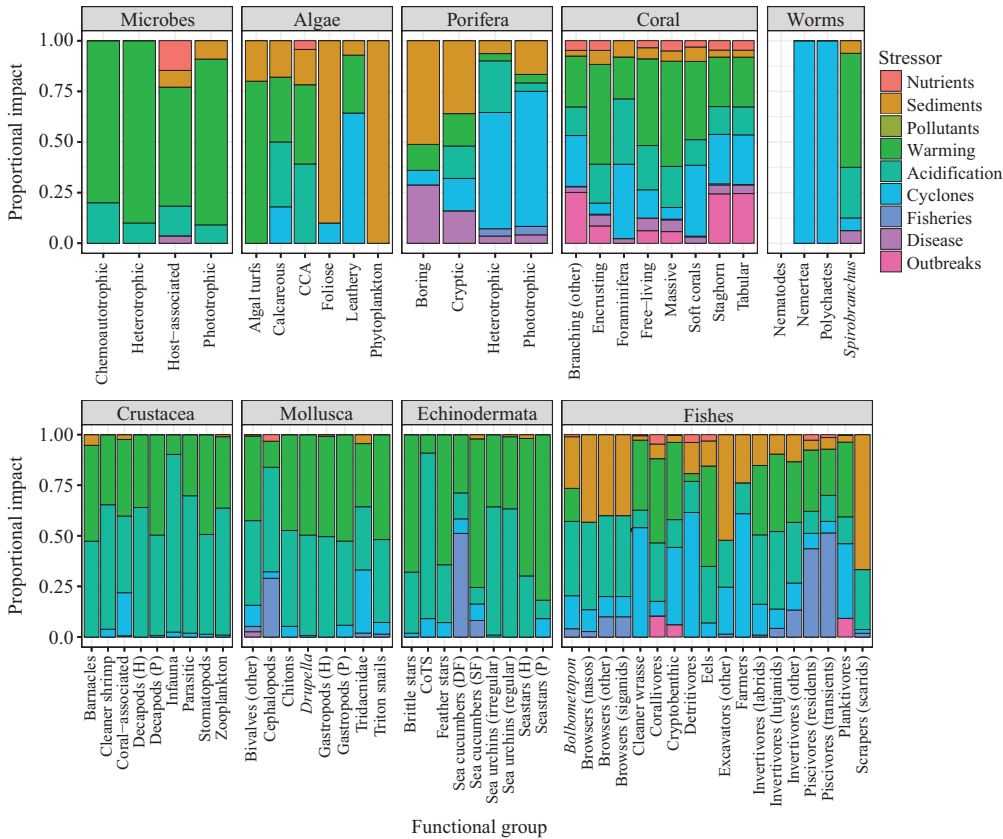 Microbes
Algae
Porifera
Coral
Worms
Proportional impact
1.00
0.75
0.50
0.25
0.0
Chemoautotrophic
Heterotrophic
Host−associated
Phototrophic
Algal turfs
Calcareous
CCA
Foliose
Leathery
Phytoplankton
Boring
Cryptic
Heterotrophic
Phototrophic
Branching (other)
Encrusting
Foraminifera
Free−living
Massive
Soft corals
Staghorn
Tabular
Nematodes
Nemertea
Polychaetes
Spirobranchus
Stressor
Nutrients
Sediments
Pollutants
Warming
Acidification
Cyclones
Fisheries
Disease
Outbreaks
Crustacea
Mollusca
Echinodermata
Fishes
Proportional impact
1.00
0.75
0.50
0.25
0.0
Barnacles
Cleaner shrimp
Coral−associated
Decapods (H)
Decapods (P)
Infauna
Parasitic
Stomatopods
Zooplankton
Bivalves (other)
Cephalopods
Chitons
Drupella
Gastropods (H)
Gastropods (P)
Tridacnidae
Triton snails
Brittle stars
CoTS
Feather stars
Sea cucumbers (DF)
Sea cucumbers (SF)
Sea urchins (irregular)
Sea urchins (regular)
Seastars (H)
Seastars (P)
Bolbometopon
Browsers (nasos)
Browsers (other)
Browsers (siganids)
Cleaner wrasse
Corallivores
Cryptobenthic
Detritivores
Eels
Excavators (other)
Farmers
Invertivores (labrids)
Invertivores (lutjanids)
Invertivores (other)
Piscivores (residents)
Piscivores (transients)
Planktivores
Scrapers (scarids)
Functional group